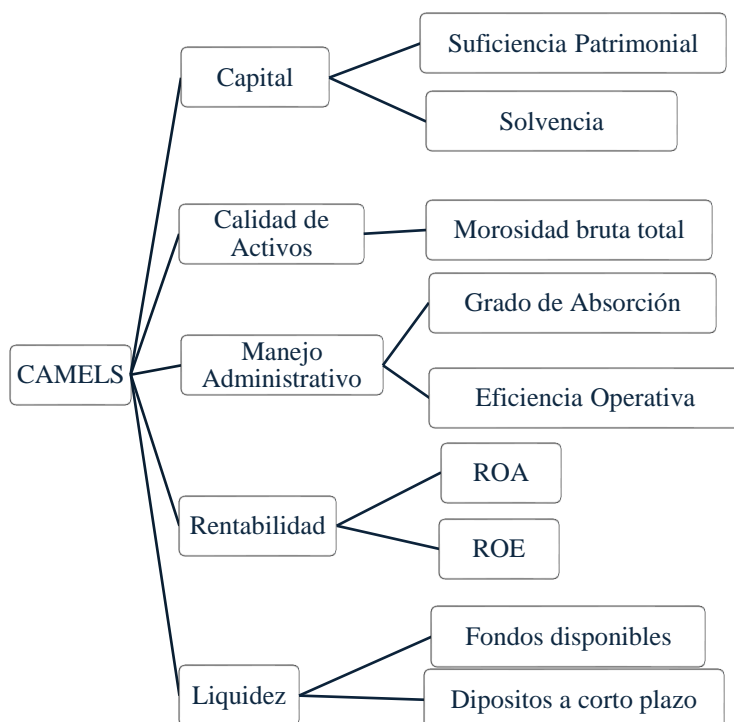 CAMELS
Capital
Suficiencia Patrimonial
Solvencia
Calidad de
Activos
Morosidad bruta total
Manejo
Administrativo
Grado de Absorción
Eficiencia Operativa
Rentabilidad
ROA
ROE
Liquidez
Fondos disponibles
Dipositos a corto plazo